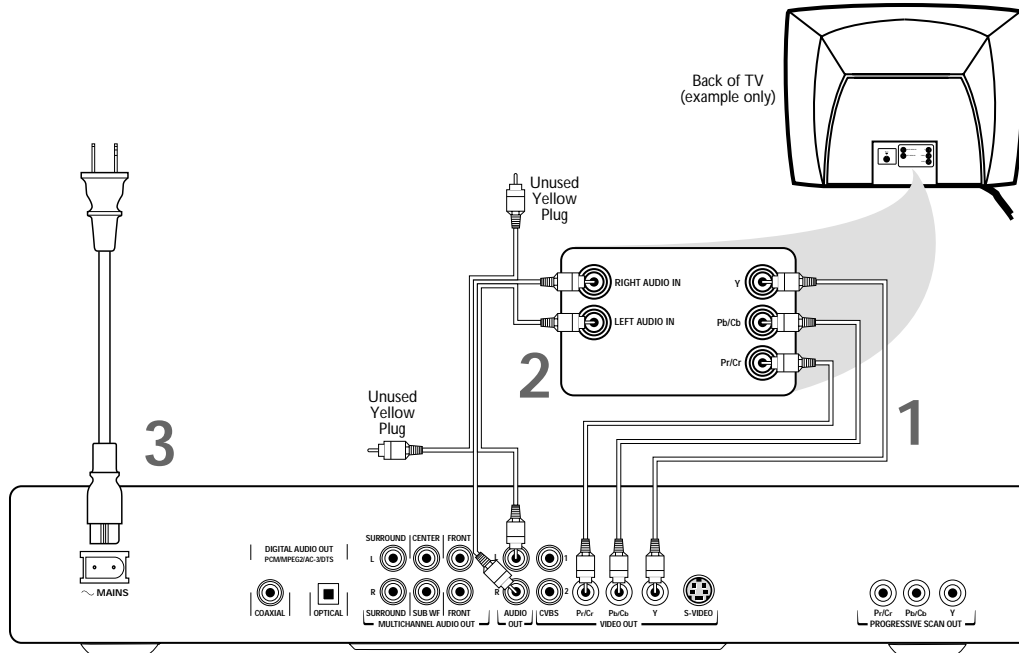 Back of TV
(example only)
Unused
Yellow
Plug
RIGHT AUDIO IN
Y
LEFT AUDIO IN
Pb/Cb
Pr/Cr
2
1
Unused
Yellow
Plug
3
SURROUND CENTER FRONT
DIGITAL AUDIO OUT
PCM/MPEG2/AC-3/DTS
L
L
1
~ MAINS
R
R
2
COAXIAL
OPTICAL
SURROUND SUB WF FRONT
AUDIO
OUT
CVBS
Pr/Cr
Pb/Cb
Y
S-VIDEO
MULTICHANNEL AUDIO OUT
VIDEO OUT
Pr/Cr
Pb/Cb
Y
PROGRESSIVE SCAN OUT